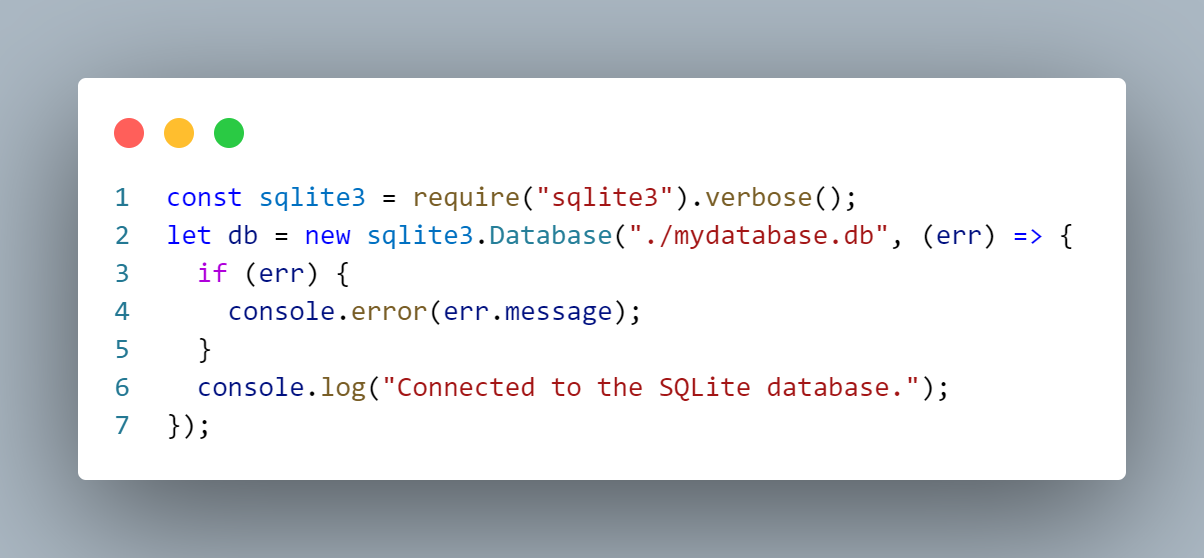 1 const sqlite3 = require("sqlite3").verbose();
2 let db = new sqlite3.Database("./mydatabase.db", (err) => {
3   if (err) {
4     console.error(err.message);
5   }
6   console.log("Connected to the SQLite database.");
7 });